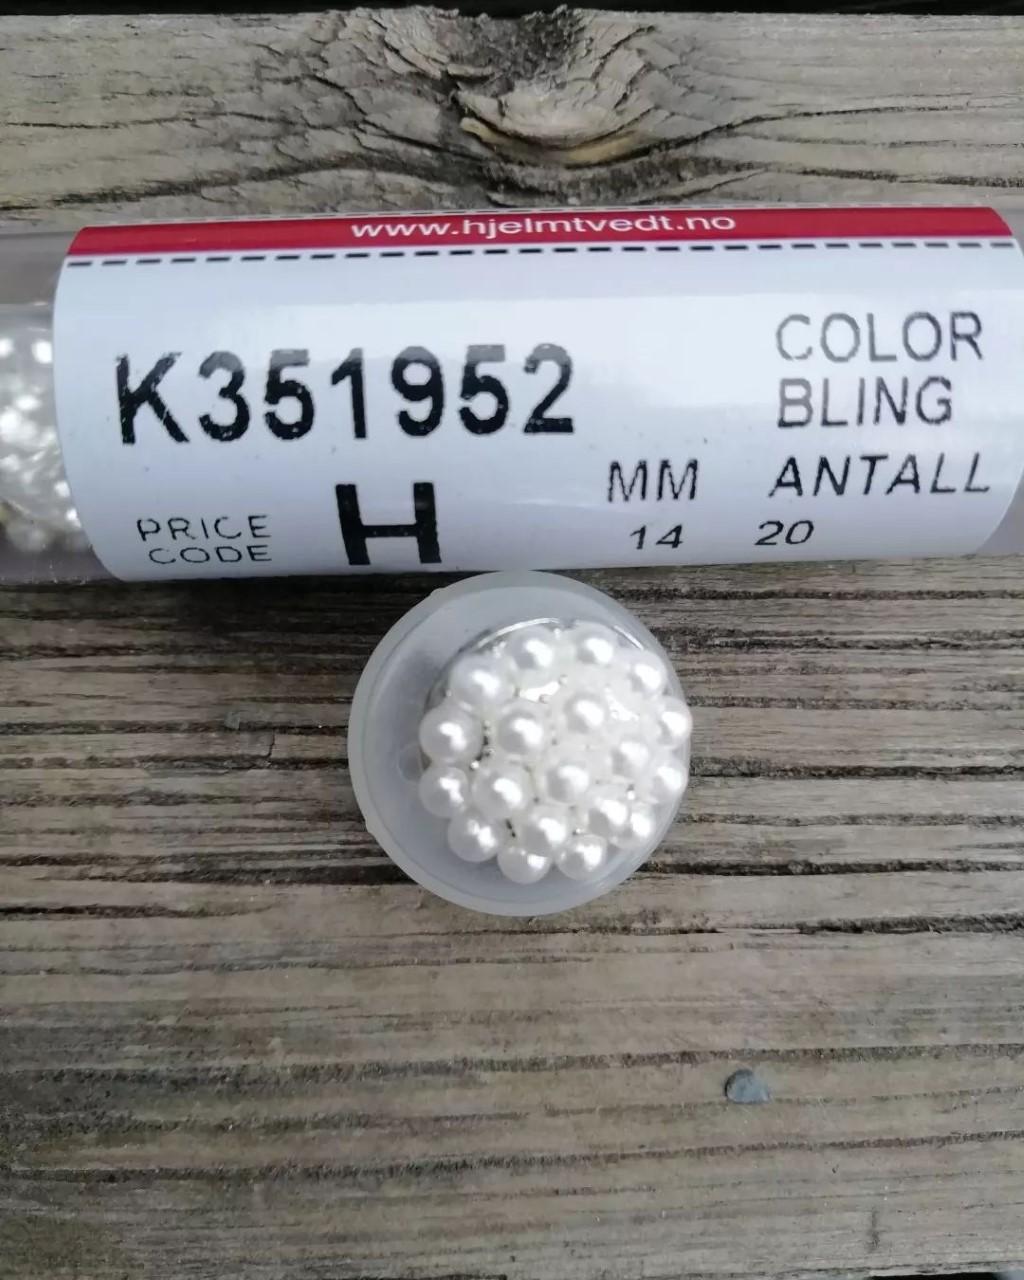 www.hjelmtvedt.no
K351952
COLOR
BLING
MM
ANTALL
PRICE
CODE
H
14
20